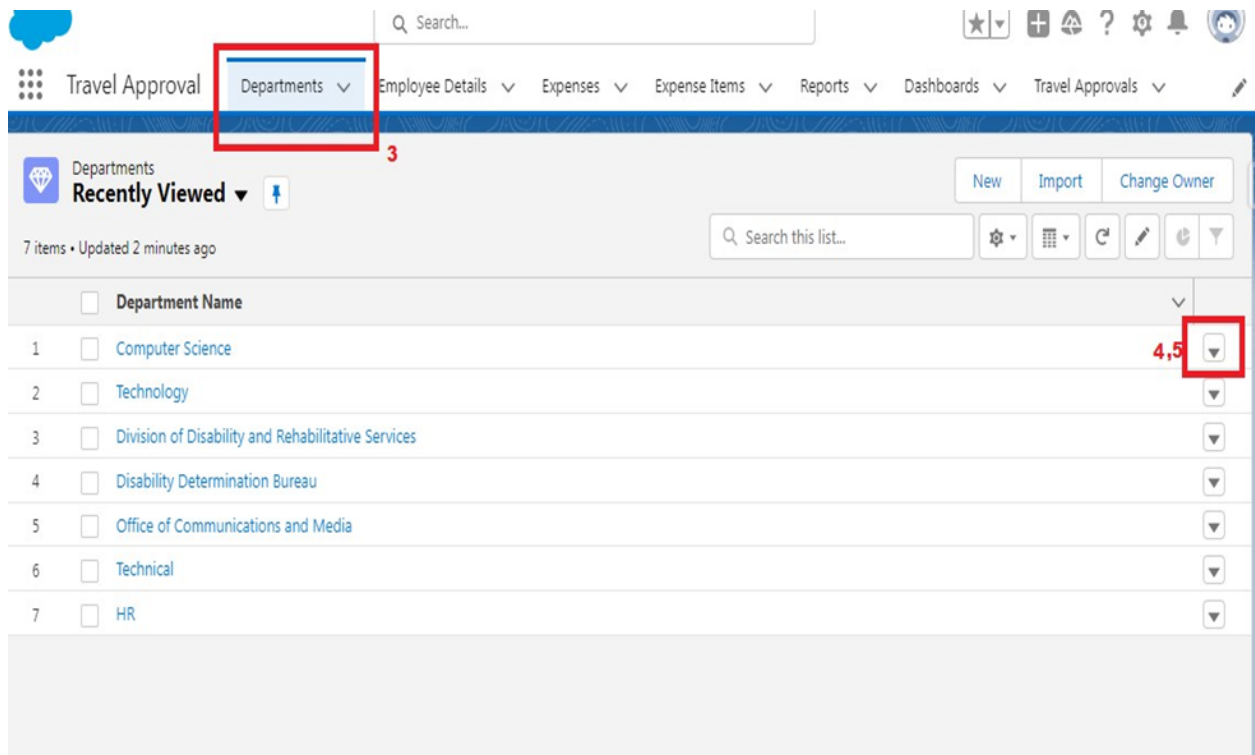 Search...
Travel Approval Departments Employee Details Expenses Expense Items Reports Dashboards Travel Approvals
3
Departments
Recently Viewed
New Import Change Owner
7 items • Updated 2 minutes ago
Search this list...
Department Name
1 Computer Science 4,5
2 Technology
3 Division of Disability and Rehabilitative Services
4 Disability Determination Bureau
5 Office of Communications and Media
6 Technical
7 HR